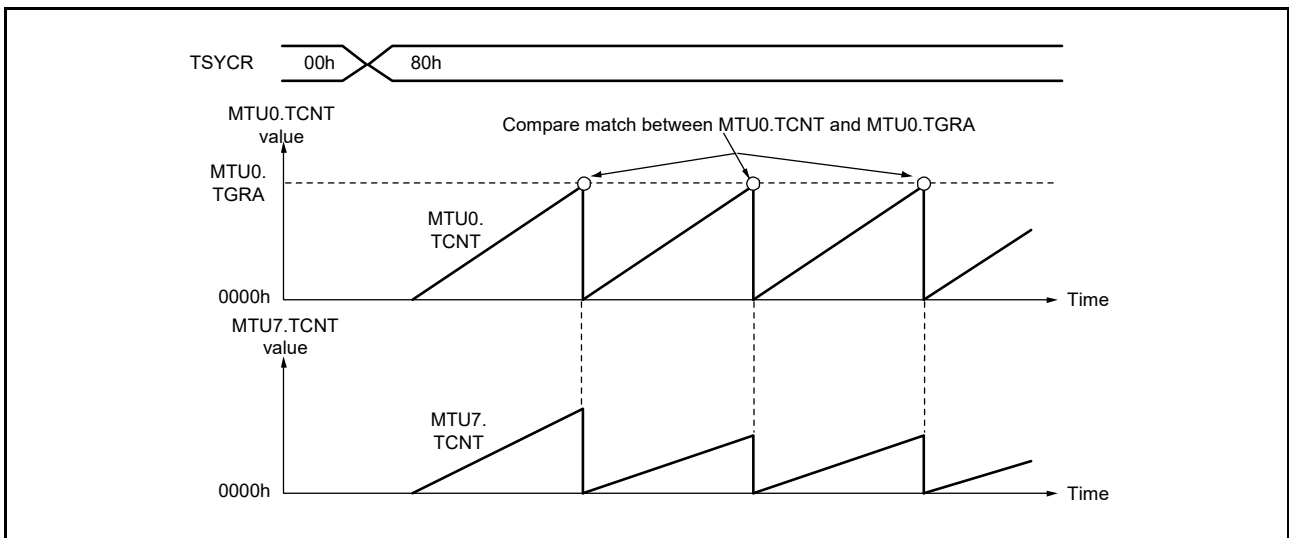 TSYCR 00h 80h
MTU0.TCNT
value
Compare match between MTU0.TCNT and MTU0.TGRA
MTU0.
TGRA
MTU0.
TCNT
0000h
Time
MTU7.TCNT
value
MTU7.
TCNT
0000h
Time